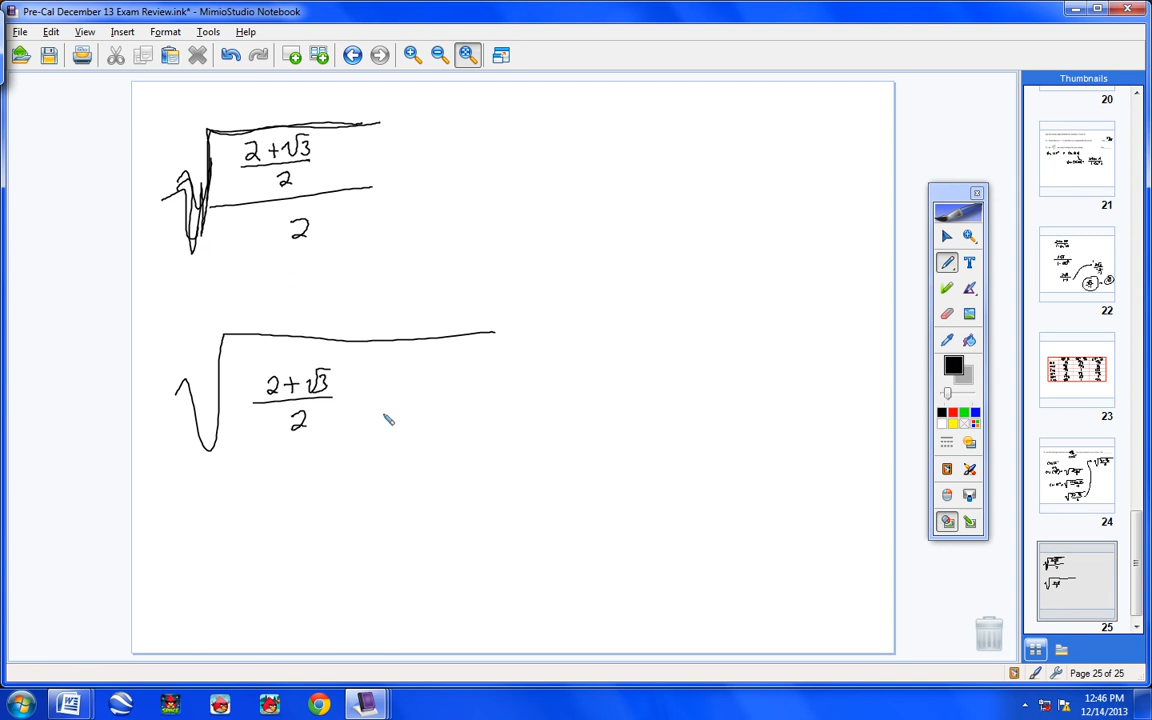 Pre-Cal December 13 Exam Review.ink* - MimioStudio Notebook
File Edit View Insert Format Tools Help
Thumbnails
20
21
22
23
24
25
2 + √3
2
2
2 + √3
2
T
Page 25 of 25
12:46 PM
12/14/2013